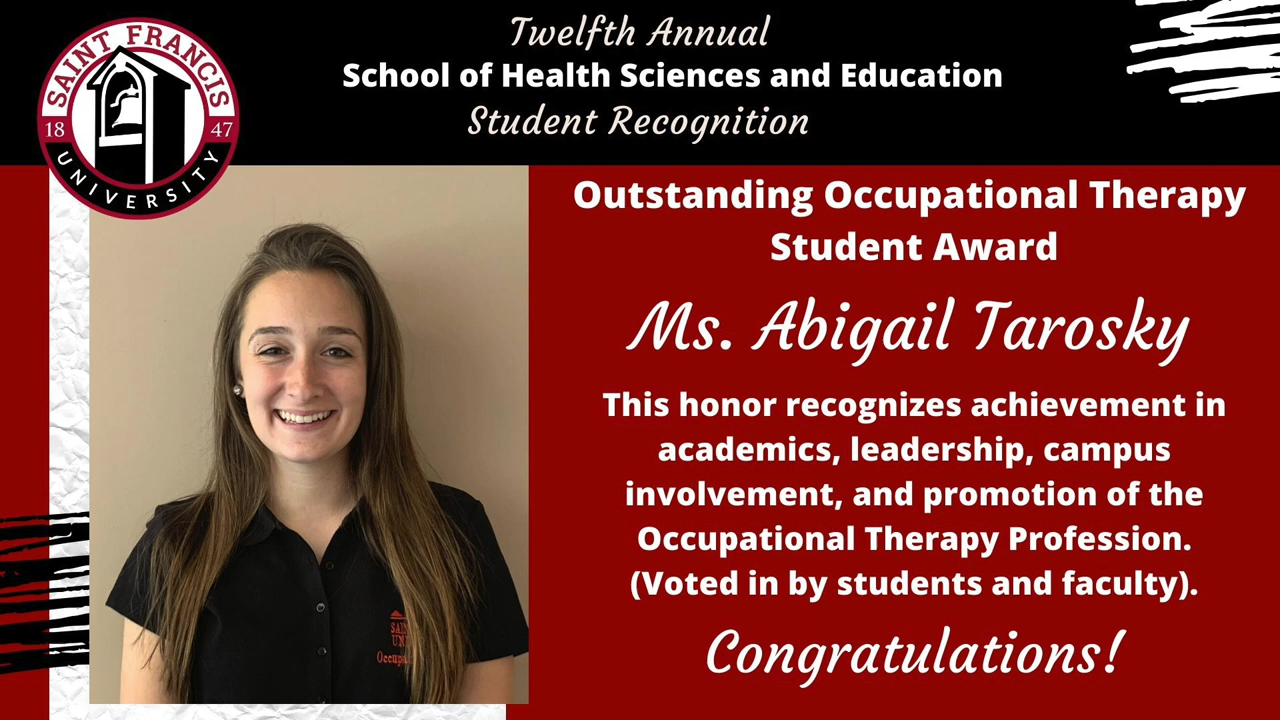 Twelfth Annual
School of Health Sciences and Education
Student Recognition
SAINT FRANCIS
18 47
UNIVERSITY
Outstanding Occupational Therapy
Student Award
Ms. Abigail Tarosky
This honor recognizes achievement in
academics, leadership, campus
involvement, and promotion of the
Occupational Therapy Profession.
(Voted in by students and faculty).
Congratulations!